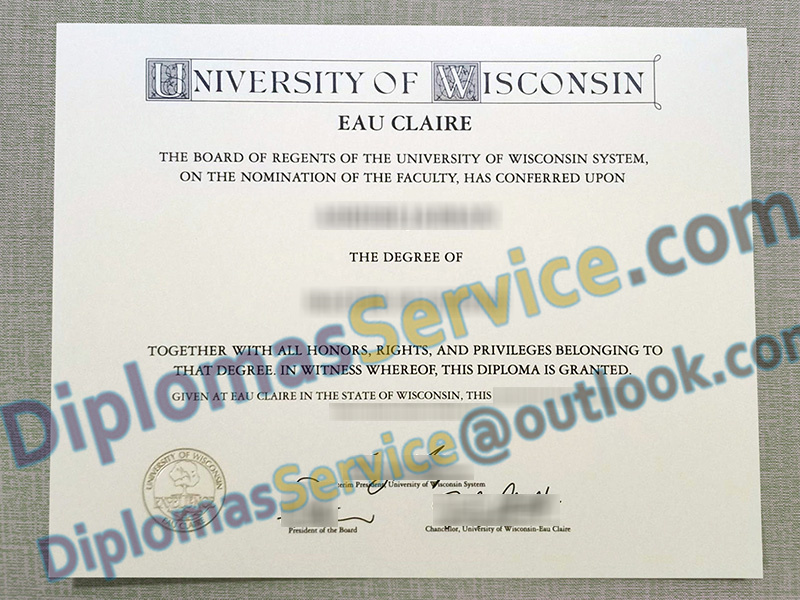 UNIVERSITY OF WISCONSIN
EAU CLAIRE
THE BOARD OF REGENTS OF THE UNIVERSITY OF WISCONSIN SYSTEM,
ON THE NOMINATION OF THE FACULTY, HAS CONFERRED UPON
THE DEGREE OF
TOGETHER WITH ALL HONORS, RIGHTS, AND PRIVILEGES BELONGING TO
THAT DEGREE. IN WITNESS WHEREOF, THIS DIPLOMA IS GRANTED.
GIVEN AT EAU CLAIRE IN THE STATE OF WISCONSIN, THIS
UNIVERSITY OF WISCONSIN
EXCELLENCE
EAU CLAIRE
Interim President, University of Wisconsin System
President of the Board
Chancellor, University of Wisconsin-Eau Claire
DiplomasService.com
DiplomasService@outlook.com